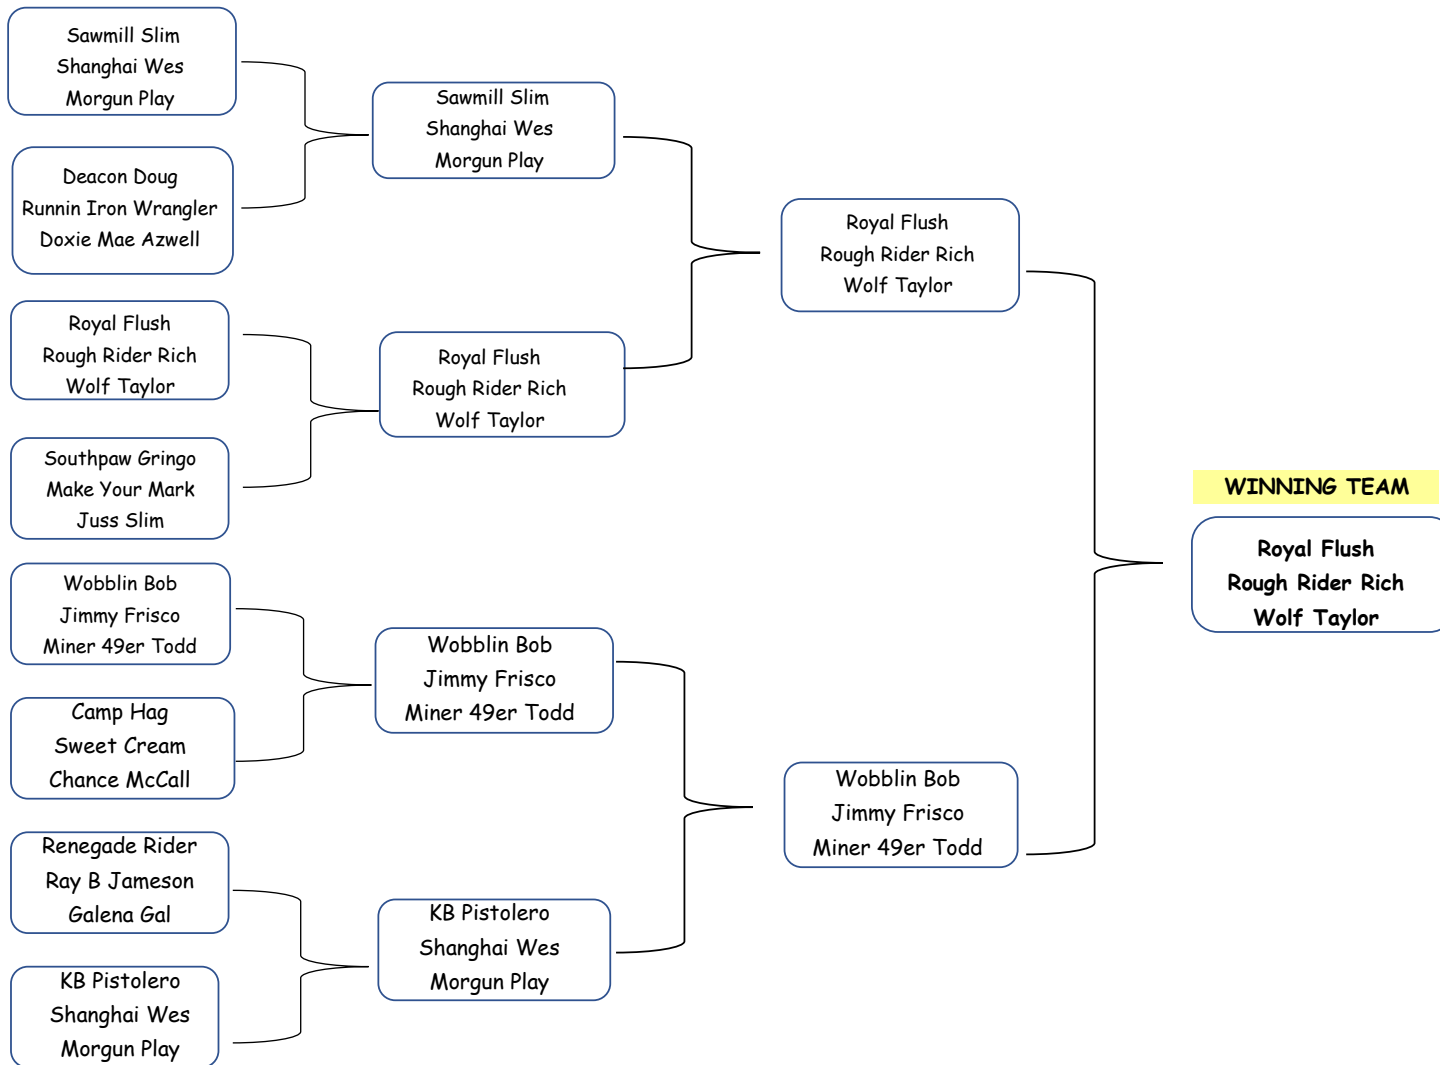 Sawmill Slim
Shanghai Wes
Morgun Play
Deacon Doug
Runnin Iron Wrangler
Doxie Mae Azwell
Royal Flush
Rough Rider Rich
Wolf Taylor
Southpaw Gringo
Make Your Mark
Juss Slim
Wobblin Bob
Jimmy Frisco
Miner 49er Todd
Camp Hag
Sweet Cream
Chance McCall
Renegade Rider
Ray B Jameson
Galena Gal
KB Pistolero
Shanghai Wes
Morgun Play
Sawmill Slim
Shanghai Wes
Morgun Play
Royal Flush
Rough Rider Rich
Wolf Taylor
Wobblin Bob
Jimmy Frisco
Miner 49er Todd
KB Pistolero
Shanghai Wes
Morgun Play
Royal Flush
Rough Rider Rich
Wolf Taylor
Wobblin Bob
Jimmy Frisco
Miner 49er Todd
WINNING TEAM
Royal Flush
Rough Rider Rich
Wolf Taylor